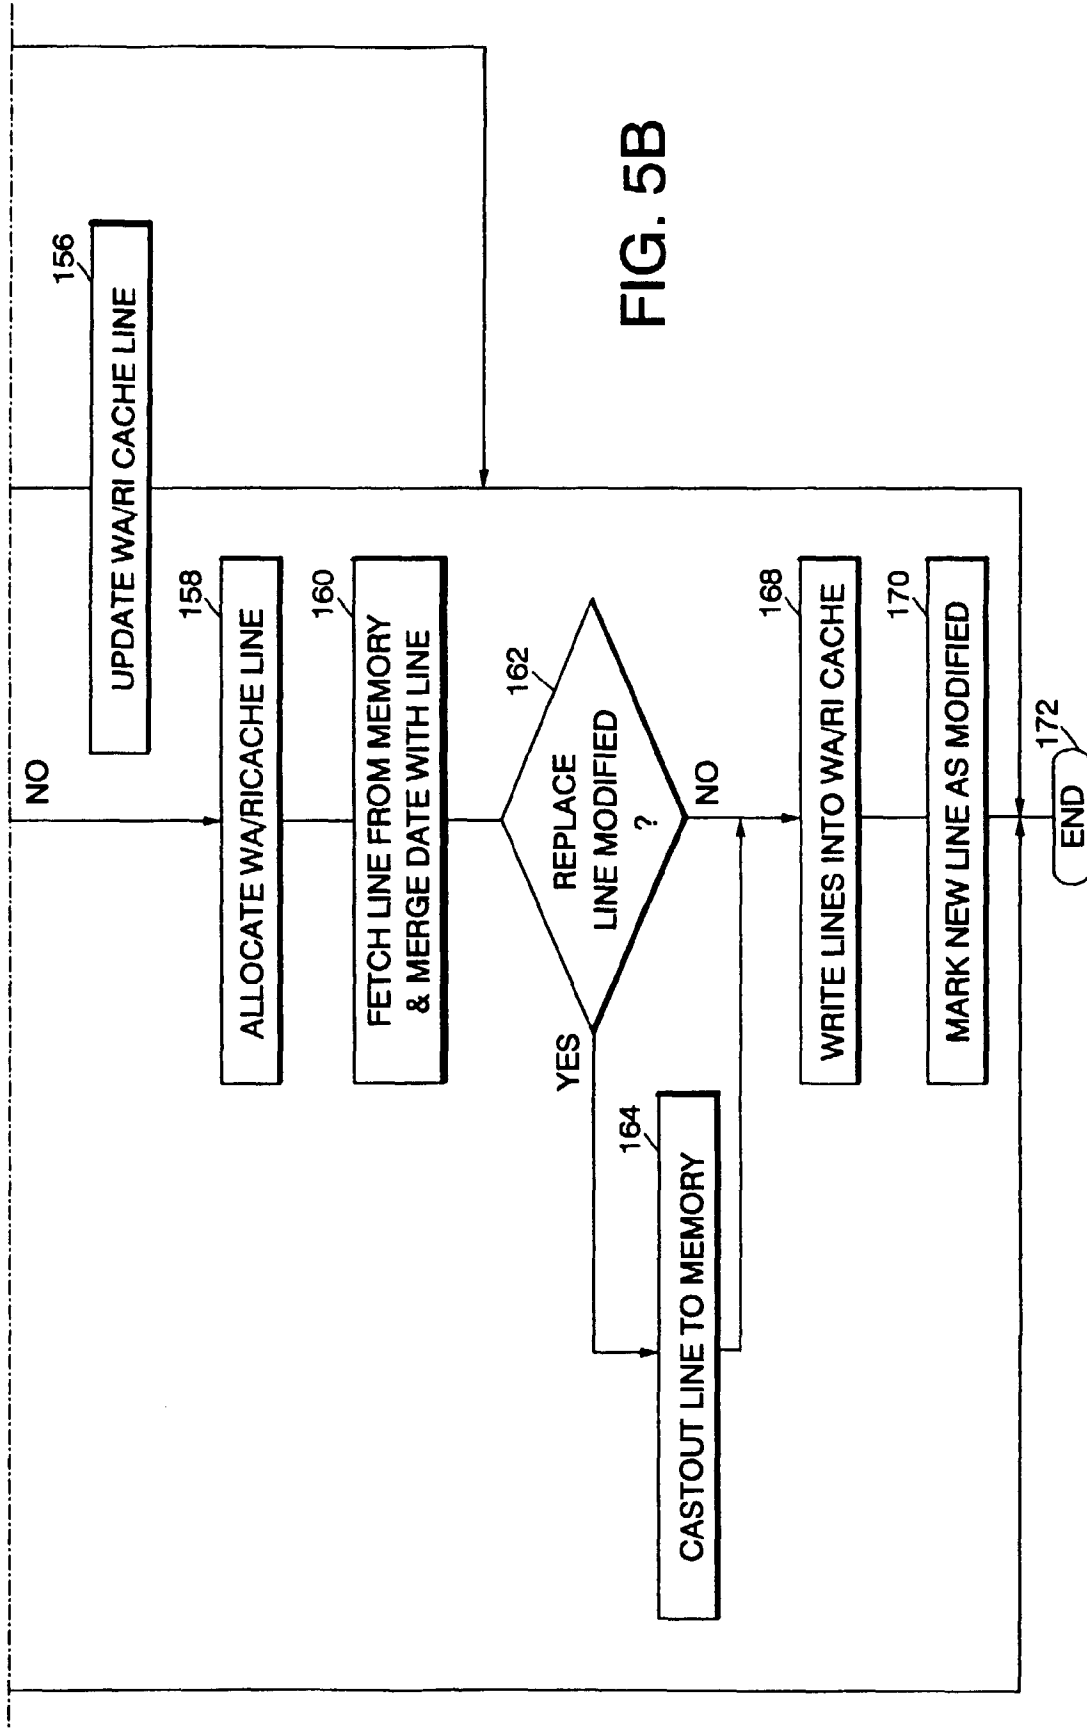 156
UPDATE WA/RI CACHE LINE
NO
158
ALLOCATE WA/RICACHE LINE
160
FETCH LINE FROM MEMORY
& MERGE DATE WITH LINE
162
REPLACE
LINE MODIFIED
?
YES
NO
164
CASTOUT LINE TO MEMORY
168
WRITE LINES INTO WA/RI CACHE
170
MARK NEW LINE AS MODIFIED
172
END
FIG. 5B